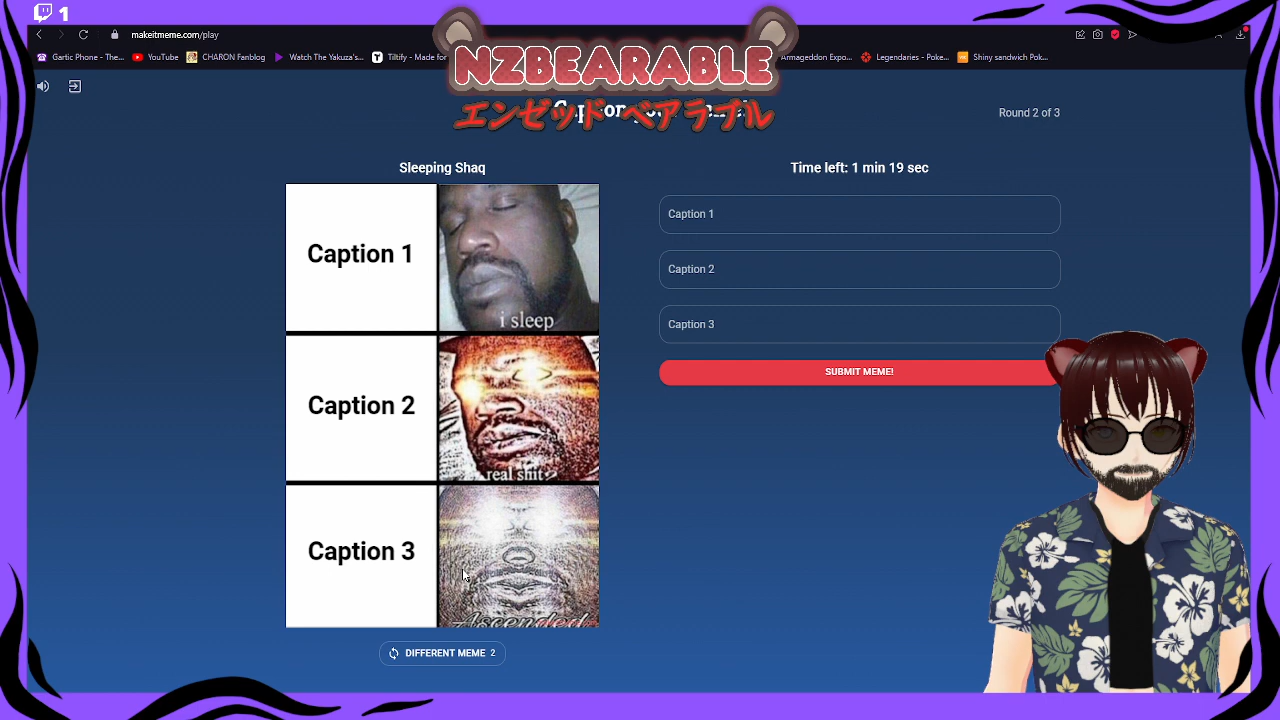 1
makeitmeme.com/play
Gartic Phone - The...
YouTube
CHARON Fanblog
Watch The Yakuza's...
Tiltify - Made for
Armageddon Expo...
Legendaries - Poke...
Shiny sandwich Pok...
NZBEARABLE
エンゼッド ベアラブル
Round 2 of 3
Sleeping Shaq
Time left: 1 min 19 sec
Caption 1
i sleep
Caption 2
real shit?
Caption 3
Ascended
Caption 1
Caption 2
Caption 3
SUBMIT MEME!
DIFFERENT MEME 2